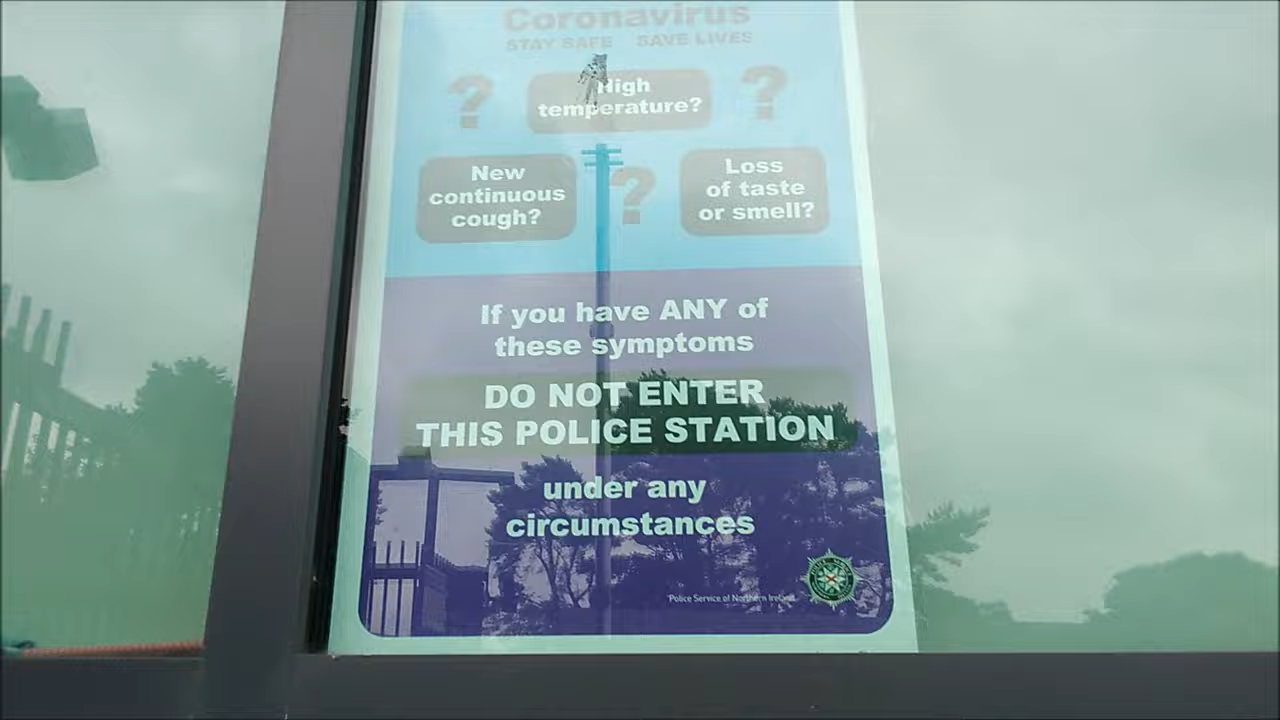 Coronavirus
STAY SAFE SAVE LIVES
? High ?
temperature?
New
continuous
cough?
?
Loss
of taste
or smell?
If you have ANY of
these symptoms
DO NOT ENTER
THIS POLICE STATION
under any
circumstances
Police Service of Northern Ireland